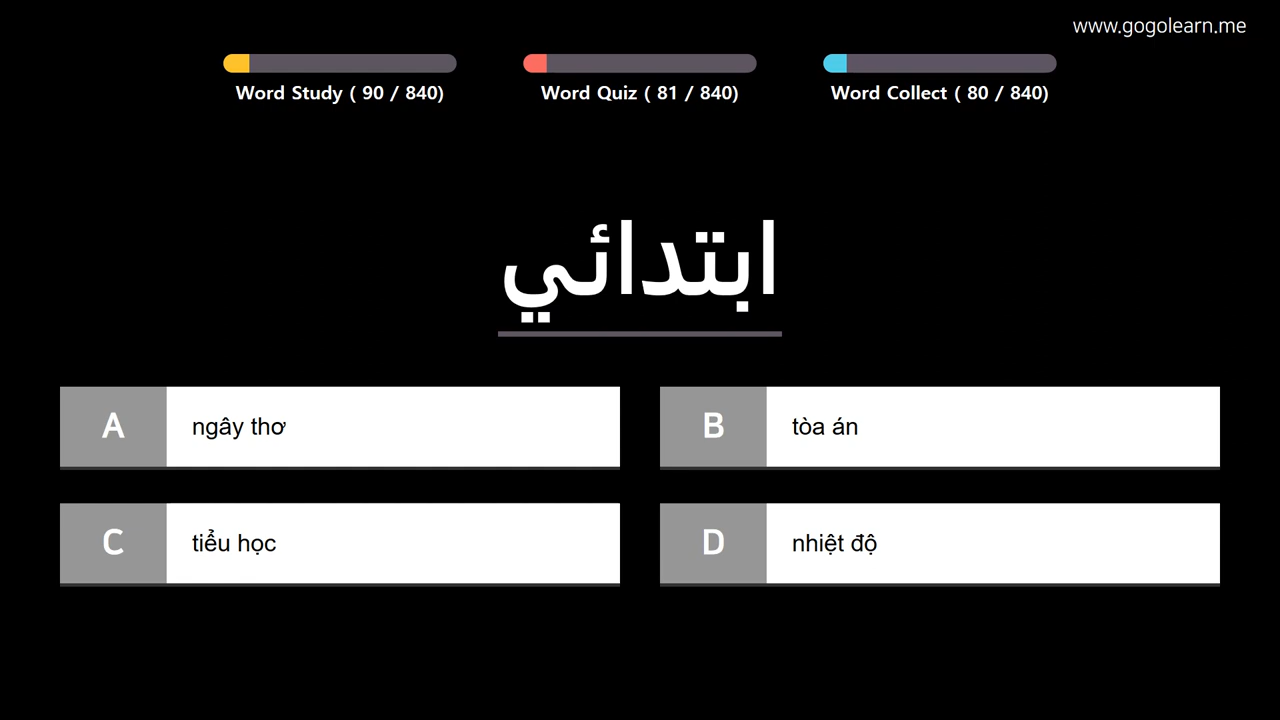 www.gogolearn.me
Word Study ( 90 / 840)
Word Quiz ( 81 / 840)
Word Collect ( 80 / 840)
ابتدائي
A ngây thơ
B tòa án
C tiểu học
D nhiệt độ